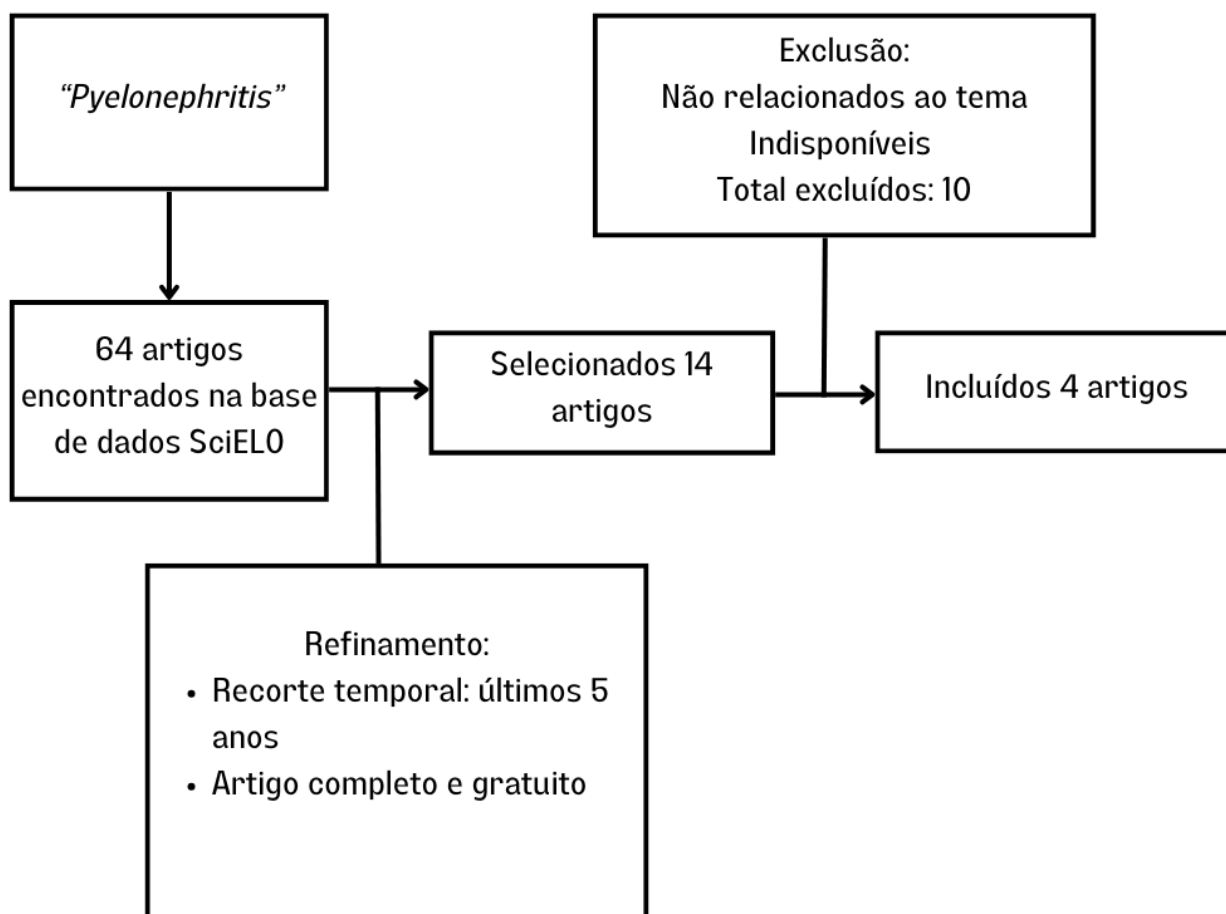 “Pyelonephritis”
Exclusão:
Não relacionados ao tema
Indisponíveis
Total excluídos: 10
64 artigos
encontrados na base
de dados SciELO
Selecionados 14
artigos
Incluídos 4 artigos
Refinamento:
• Recorte temporal: últimos 5
anos
• Artigo completo e gratuito